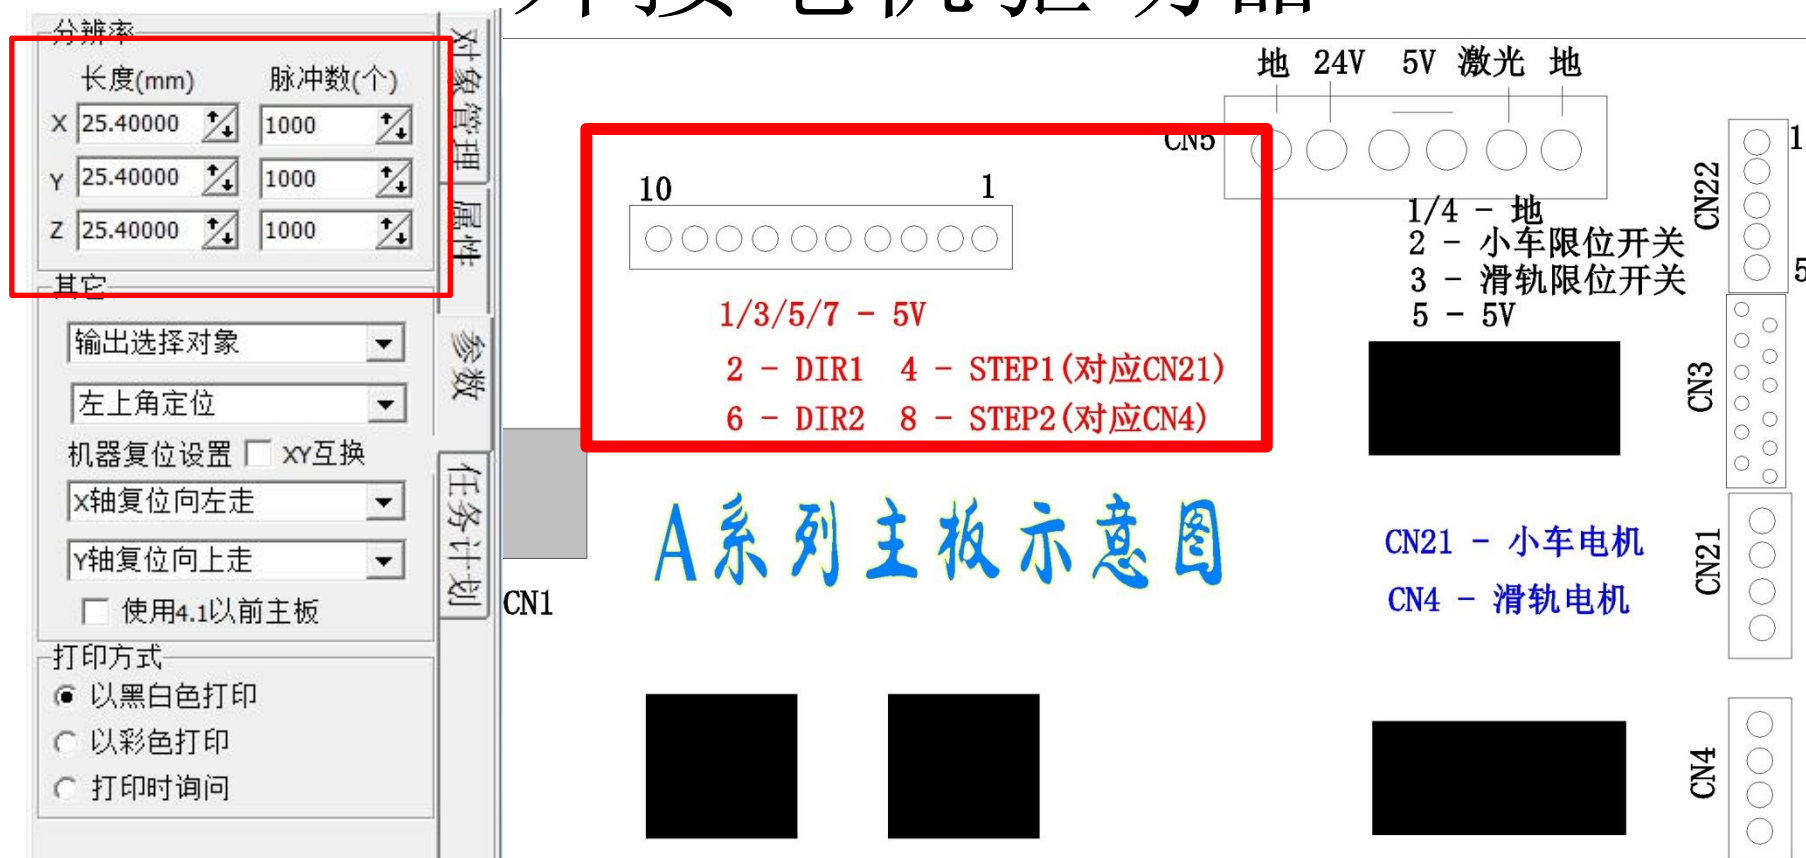 外接电机驱动器
分辨率
长度(mm) 脉冲数(个)
X 25.40000 1000
Y 25.40000 1000
Z 25.40000 1000
其它
输出选择对象
左上角定位
机器复位设置 XY互换
X轴复位向左走
Y轴复位向上走
使用4.1以前主板
打印方式
以黑白色打印
以彩色打印
打印时询问
对象管理
属性
参数
任务计划
地 24V 5V 激光 地
CN5
10 1
1/3/5/7 - 5V
2 - DIR1 4 - STEP1(对应CN21)
6 - DIR2 8 - STEP2(对应CN4)
1/4 - 地
2 - 小车限位开关
3 - 滑轨限位开关
5 - 5V
CN22
1
5
CN3
A系列主板示意图
CN1
CN21 - 小车电机
CN4 - 滑轨电机
CN21
CN4